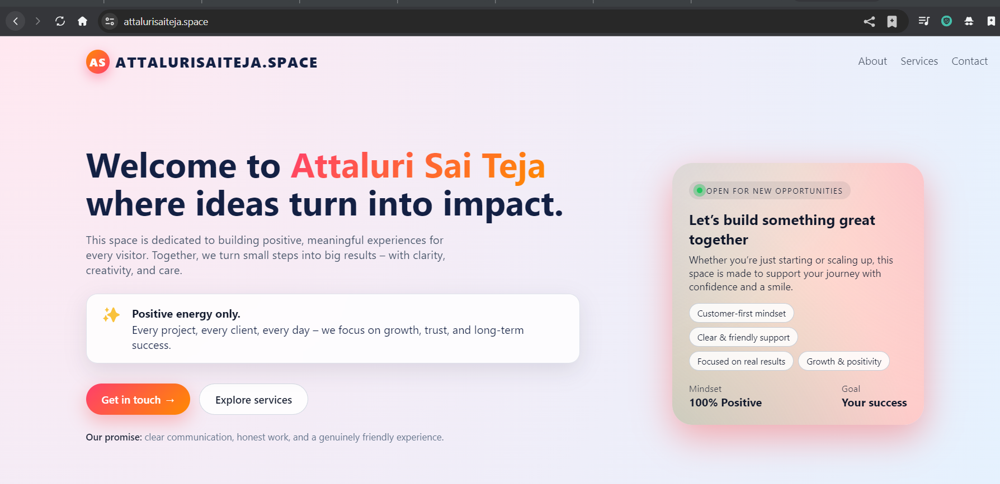 attalurisaiteja.space
AS ATTALURISAITEJA.SPACE
About Services Contact
Welcome to Attaluri Sai Teja
where ideas turn into impact.
This space is dedicated to building positive, meaningful experiences for
every visitor. Together, we turn small steps into big results – with clarity,
creativity, and care.
Positive energy only.
Every project, every client, every day – we focus on growth, trust, and long-term
success.
Get in touch → Explore services
Our promise: clear communication, honest work, and a genuinely friendly experience.
OPEN FOR NEW OPPORTUNITIES
Let’s build something great
together
Whether you’re just starting or scaling up, this
space is made to support your journey with
confidence and a smile.
Customer-first mindset
Clear & friendly support
Focused on real results Growth & positivity
Mindset Goal
100% Positive Your success